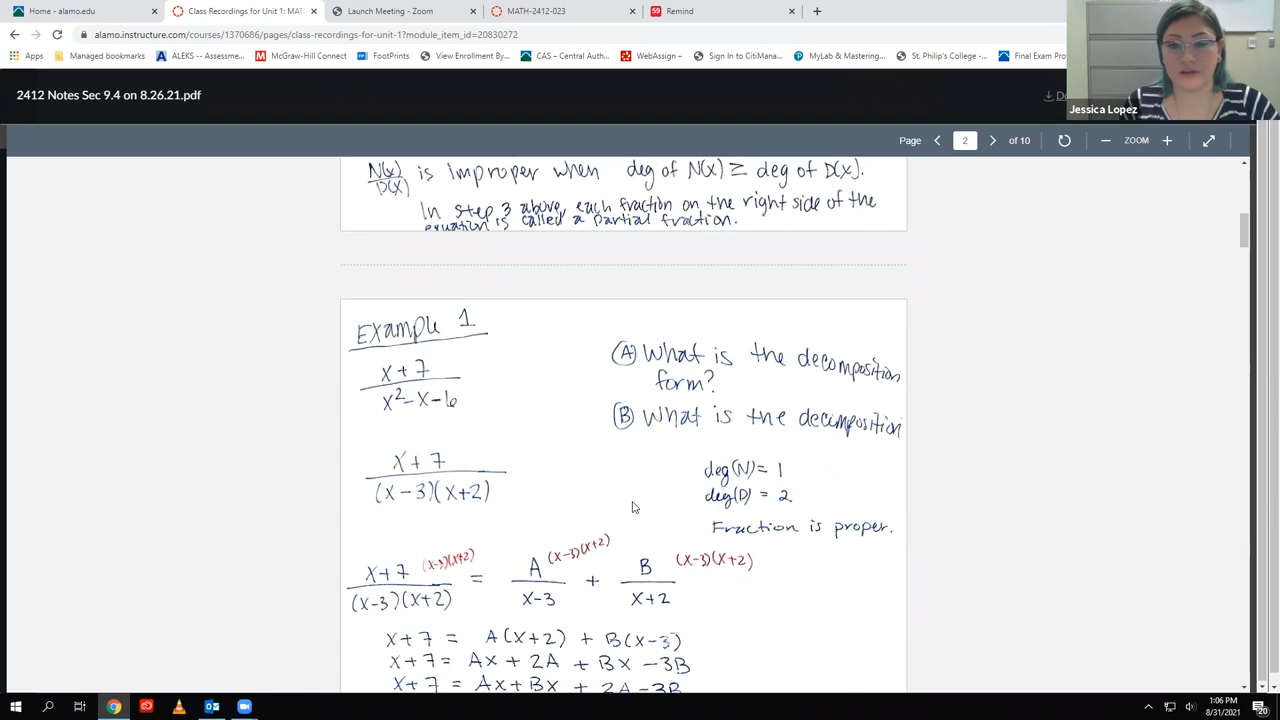 Home - alamo.edu
Class Recordings for Unit 1: MAT
Launch Meeting - Zoom
MATH-2412-023
59 Remind
alamo.instructure.com/courses/1370686/pages/class-recordings-for-unit-1?module_item_id=20830272
Apps Managed bookmarks ALEKS -- Assessme... McGraw-Hill Connect FootPrints View Enrollment By... CAS – Central Auth... WebAssign - Sign In to CitiMana... MyLab & Mastering... St. Philip's College -... Final Exam Pro
2412 Notes Sec 9.4 on 8.26.21.pdf
Jessica Lopez
Page 2 of 10 ZOOM
N(x)/D(x) is improper when deg of N(x) ≥ deg of D(x).
In step 3 above, each fraction on the right side of the
equation is called a partial fraction.
Example 1
x+7
x²-x-6
A What is the decomposition
form?
B What is the decomposition
x+7
(x-3)(x+2)
deg(N)= 1
deg(D) = 2
Fraction is proper.
x+7 (x-3)(x+2) = A (x-3)(x+2) + B (x-3)(x+2)
(x-3)(x+2) x-3 x+2
x+7 = A(x+2) + B(x-3)
x+7 = Ax + 2A + Bx -3B
x+7 = Ax+Bx + 2A-3B
1:06 PM
8/31/2021
20